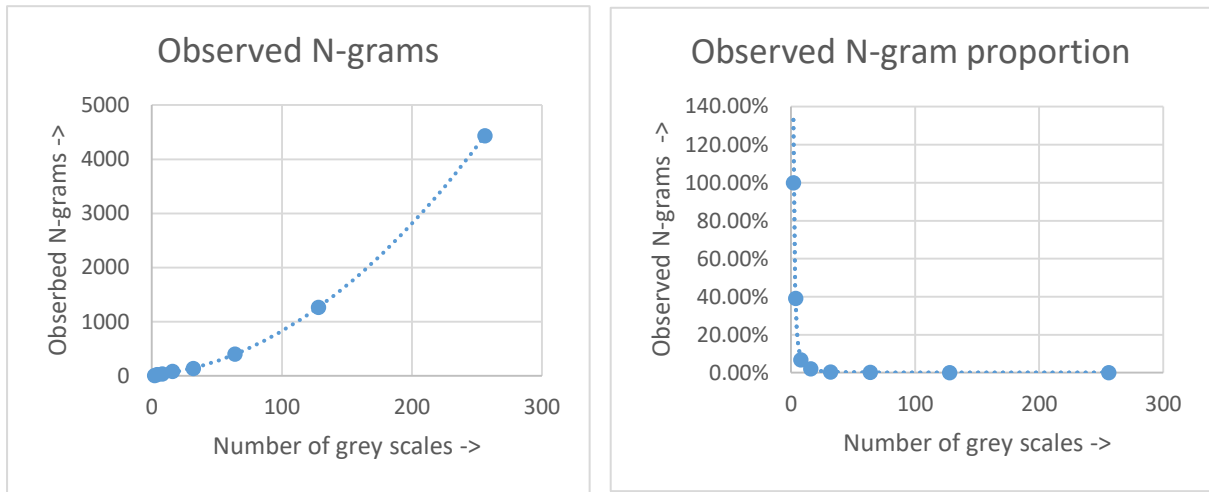 Observed N-grams
Obserbed N-grams ->
5000
4000
3000
2000
1000
0
0 100 200 300
Number of grey scales ->
Observed N-gram proportion
Observed N-grams ->
140.00%
120.00%
100.00%
80.00%
60.00%
40.00%
20.00%
0.00%
0 100 200 300
Number of grey scales ->